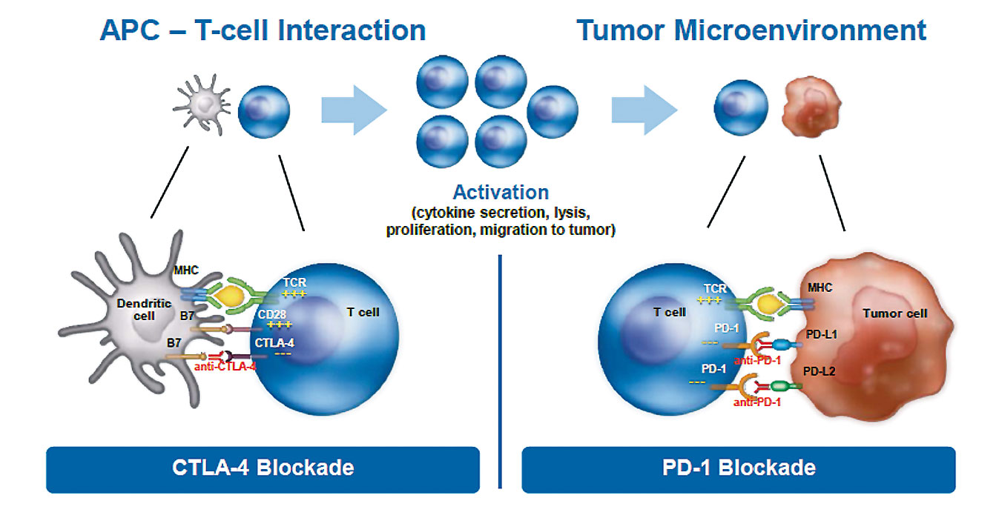 APC – T-cell Interaction
Tumor Microenvironment
Activation
(cytokine secretion, lysis,
proliferation, migration to tumor)
MHC
TCR
+++
Dendritic
cell
B7
CD28
+++
T cell
B7
CTLA-4
---
anti-CTLA-4
TCR
+++
MHC
T cell
Tumor cell
PD-1
---
PD-L1
anti-PD-1
PD-1
---
PD-L2
anti-PD-1
CTLA-4 Blockade
PD-1 Blockade